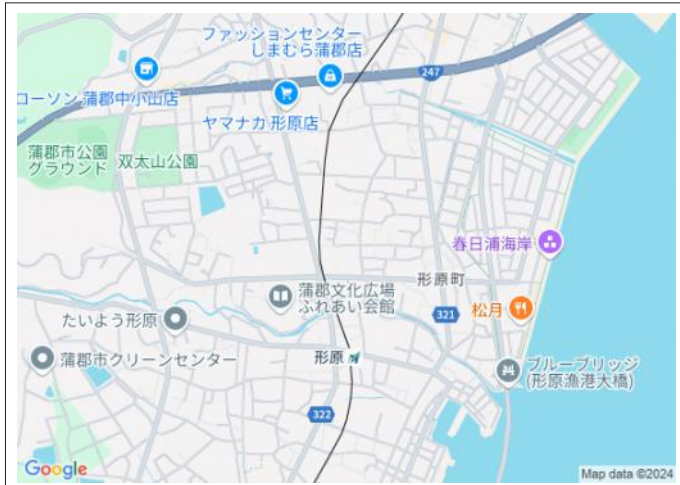 ファッションセンター
しまむら蒲郡店
247
ローソン 蒲郡中小山店
ヤマナカ 形原店
蒲郡市公園
グラウンド
双太山公園
春日浦海岸
形原町
蒲郡文化広場
ふれあい会館
321
松月
たいよう形原
蒲郡市クリーンセンター
形原
ブルーブリッジ
(形原漁港大橋)
322
Google
Map data ©2024